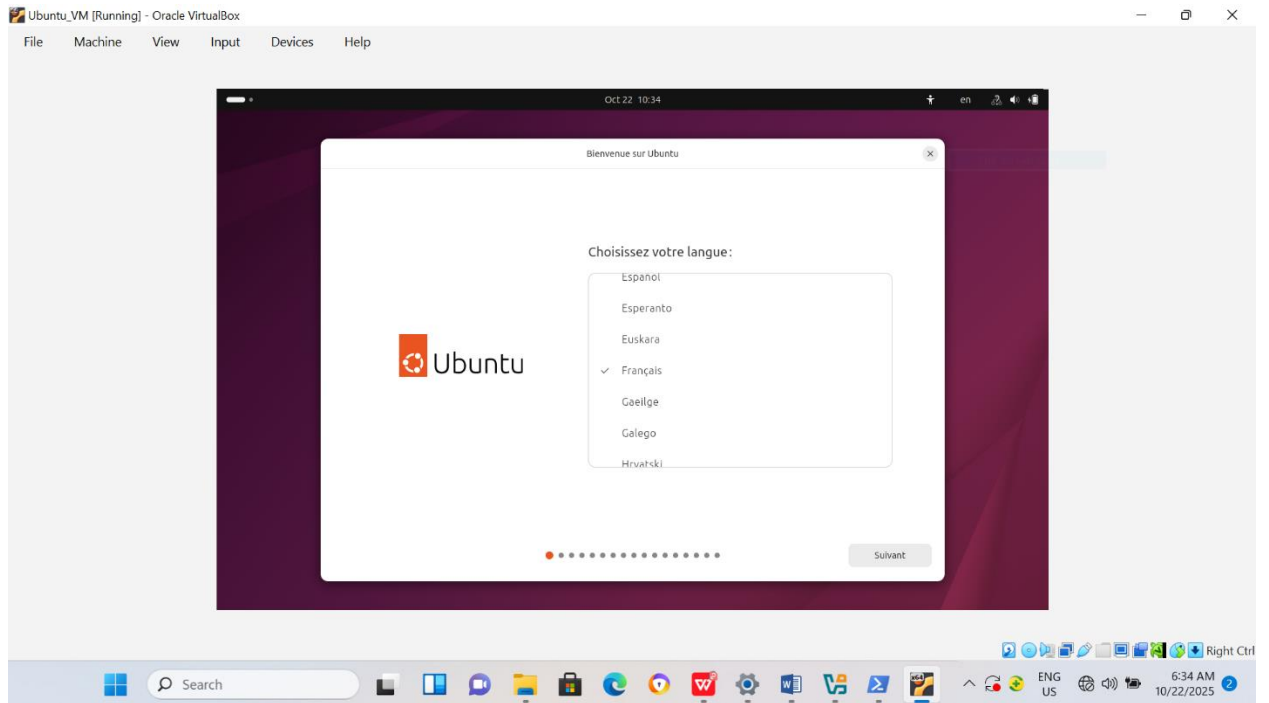 Ubuntu_VM [Running] - Oracle VirtualBox
File Machine View Input Devices Help
Oct 22 10:34 en
Bienvenue sur Ubuntu
Choisissez votre langue :
Español
Esperanto
Euskara
Français
Gaeilge
Galego
Hrvatski
Ubuntu
Suivant
Right Ctrl
Search
ENG
US
6:34 AM
10/22/2025
2